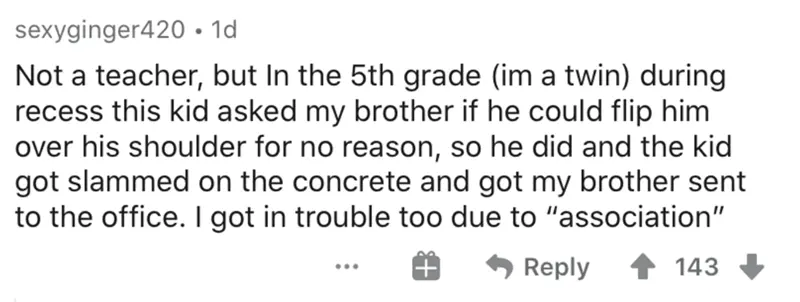 sexyginger420 • 1d
Not a teacher, but In the 5th grade (im a twin) during
recess this kid asked my brother if he could flip him
over his shoulder for no reason, so he did and the kid
got slammed on the concrete and got my brother sent
to the office. I got in trouble too due to “association”
... Reply 143